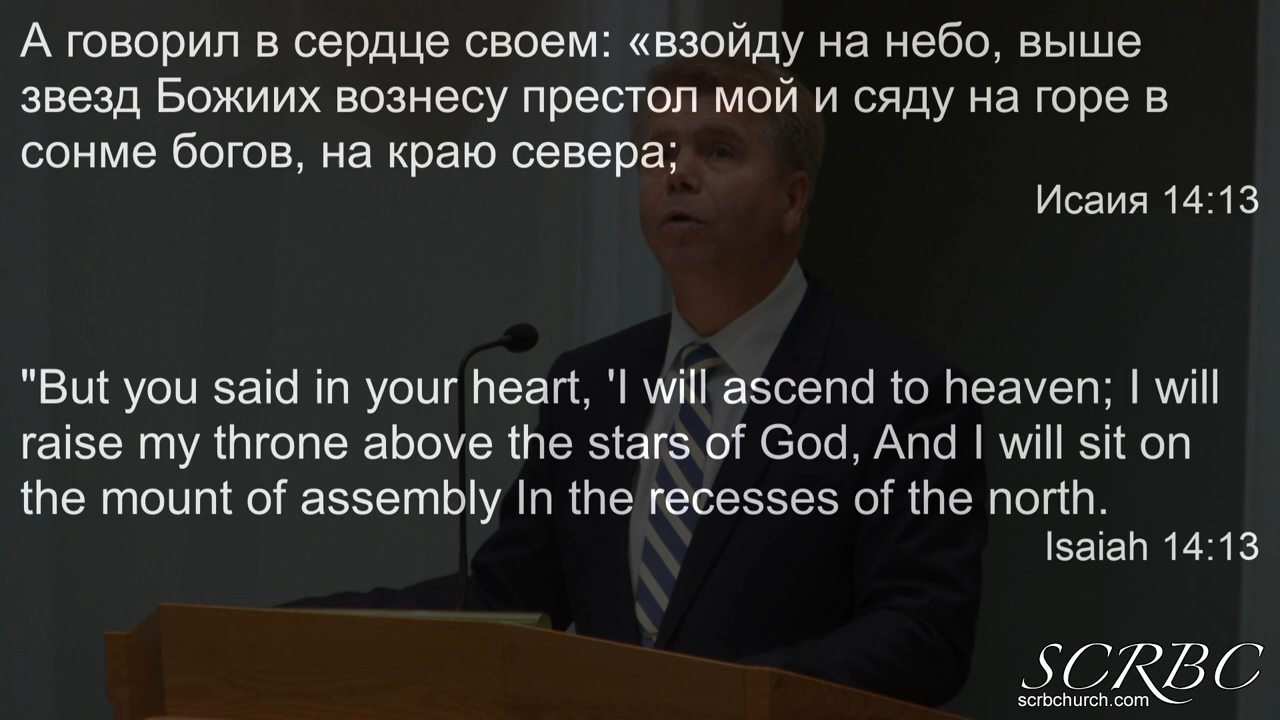 А говорил в сердце своем: «взойду на небо, выше
звезд Божиих вознесу престол мой и сяду на горе в
сонме богов, на краю севера;
Исаия 14:13
"But you said in your heart, 'I will ascend to heaven; I will
raise my throne above the stars of God, And I will sit on
the mount of assembly In the recesses of the north.
Isaiah 14:13
SCRBC
scrbchurch.com